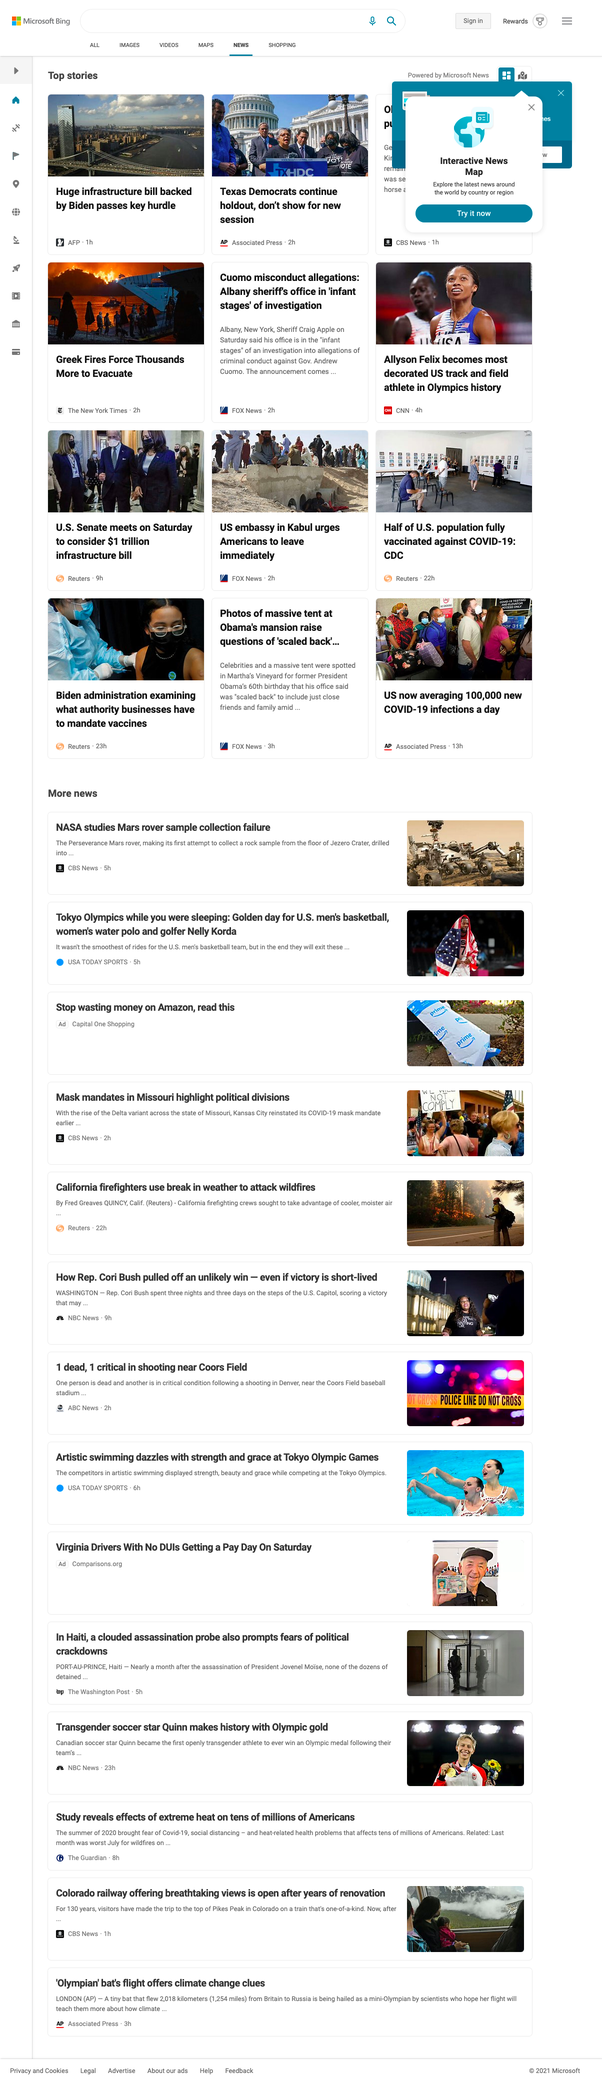 Microsoft Bing
Sign in
Rewards
ALL
IMAGES
VIDEOS
MAPS
NEWS
SHOPPING
Top stories
Powered by Microsoft News
Interactive News
Map
Explore the latest news around
the world by country or region
Try it now
Huge infrastructure bill backed
by Biden passes key hurdle
AFP · 1h
Texas Democrats continue
holdout, don't show for new
session
Associated Press · 2h
CBS News · 1h
Greek Fires Force Thousands
More to Evacuate
The New York Times · 2h
Cuomo misconduct allegations:
Albany sheriff's office in 'infant
stages' of investigation
Albany, New York, Sheriff Craig Apple on
Saturday said his office is in the "infant
stages" of an investigation into allegations of
criminal conduct against Gov. Andrew
Cuomo. The announcement comes ...
FOX News · 2h
Allyson Felix becomes most
decorated US track and field
athlete in Olympics history
CNN · 4h
U.S. Senate meets on Saturday
to consider $1 trillion
infrastructure bill
Reuters · 9h
US embassy in Kabul urges
Americans to leave
immediately
FOX News · 2h
Half of U.S. population fully
vaccinated against COVID-19:
CDC
Reuters · 22h
Biden administration examining
what authority businesses have
to mandate vaccines
Reuters · 23h
Photos of massive tent at
Obama's mansion raise
questions of 'scaled back'...
Celebrities and a massive tent were spotted
in Martha's Vineyard for former President
Obama's 60th birthday that his office said
was "scaled back" to include just close
friends and family amid ...
FOX News · 3h
US now averaging 100,000 new
COVID-19 infections a day
Associated Press · 13h
More news
NASA studies Mars rover sample collection failure
The Perseverance Mars rover, making its first attempt to collect a rock sample from the floor of Jezero Crater, drilled
into ...
CBS News · 5h
Tokyo Olympics while you were sleeping: Golden day for U.S. men's basketball,
women's water polo and golfer Nelly Korda
It wasn't the smoothest of rides for the U.S. men's basketball team, but in the end they will exit these ...
USA TODAY SPORTS · 5h
Stop wasting money on Amazon, read this
Ad Capital One Shopping
Mask mandates in Missouri highlight political divisions
With the rise of the Delta variant across the state of Missouri, Kansas City reinstated its COVID-19 mask mandate
earlier ...
CBS News · 2h
NOT
COMPLY
California firefighters use break in weather to attack wildfires
By Fred Greaves QUINCY, Calif. (Reuters) - California firefighting crews sought to take advantage of cooler, moister air
...
Reuters · 22h
How Rep. Cori Bush pulled off an unlikely win — even if victory is short-lived
WASHINGTON — Rep. Cori Bush spent three nights and three days on the steps of the U.S. Capitol, scoring a victory
that may ...
NBC News · 9h
1 dead, 1 critical in shooting near Coors Field
One person is dead and another is in critical condition following a shooting in Denver, near the Coors Field baseball
stadium ...
ABC News · 2h
POLICE LINE DO NOT CROSS
Artistic swimming dazzles with strength and grace at Tokyo Olympic Games
The competitors in artistic swimming displayed strength, beauty and grace while competing at the Tokyo Olympics.
USA TODAY SPORTS · 6h
Virginia Drivers With No DUIs Getting a Pay Day On Saturday
Ad Comparisons.org
In Haiti, a clouded assassination probe also prompts fears of political
crackdowns
PORT-AU-PRINCE, Haiti — Nearly a month after the assassination of President Jovenel Moïse, none of the dozens of
detained ...
The Washington Post · 5h
Transgender soccer star Quinn makes history with Olympic gold
Canadian soccer star Quinn became the first openly transgender athlete to ever win an Olympic medal following their
team's ...
NBC News · 23h
Study reveals effects of extreme heat on tens of millions of Americans
The summer of 2020 brought fear of Covid-19, social distancing – and heat-related health problems that affects tens of millions of Americans. Related: Last
month was worst July for wildfires on ...
The Guardian · 8h
Colorado railway offering breathtaking views is open after years of renovation
For 130 years, visitors have made the trip to the top of Pikes Peak in Colorado on a train that's one-of-a-kind. Now, after
...
CBS News · 1h
'Olympian' bat's flight offers climate change clues
LONDON (AP) — A tiny bat that flew 2,018 kilometers (1,254 miles) from Britain to Russia is being hailed as a mini-Olympian by scientists who hope her flight will
teach them more about how climate ...
Associated Press · 3h
Privacy and Cookies
Legal
Advertise
About our ads
Help
Feedback
© 2021 Microsoft